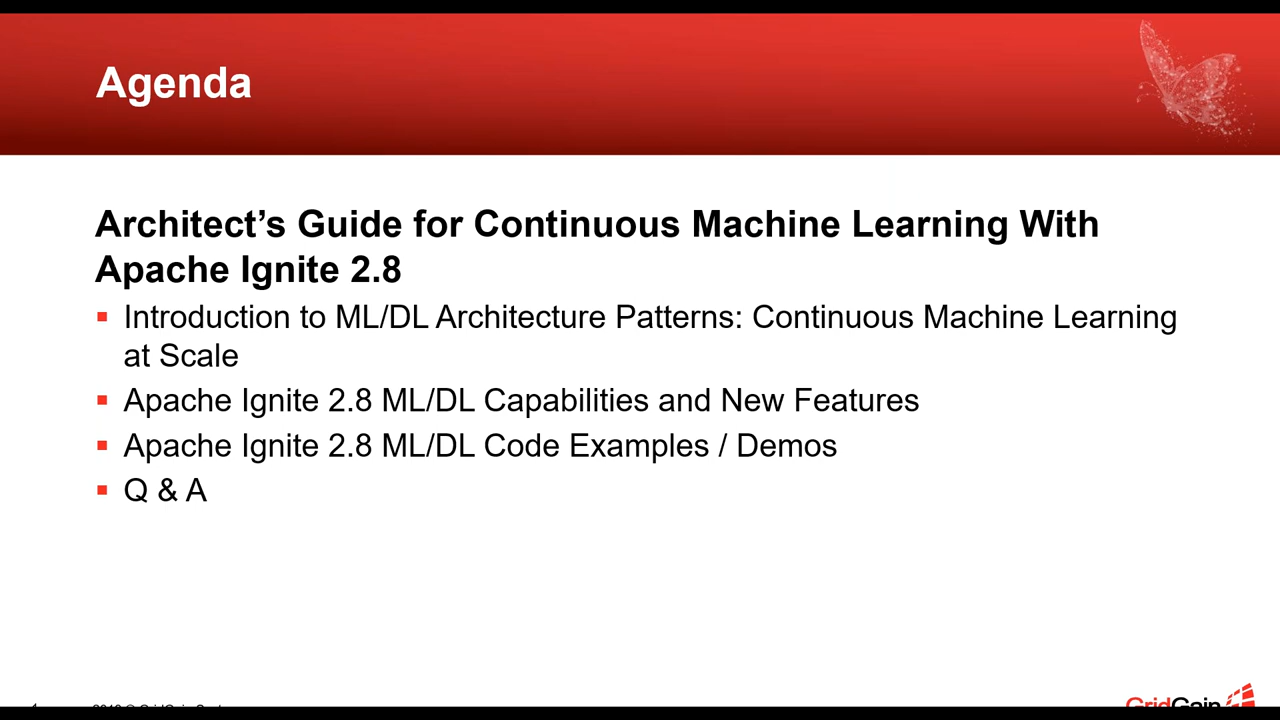 Agenda
Architect’s Guide for Continuous Machine Learning With
Apache Ignite 2.8
Introduction to ML/DL Architecture Patterns: Continuous Machine Learning
at Scale
Apache Ignite 2.8 ML/DL Capabilities and New Features
Apache Ignite 2.8 ML/DL Code Examples / Demos
Q & A
GridGain